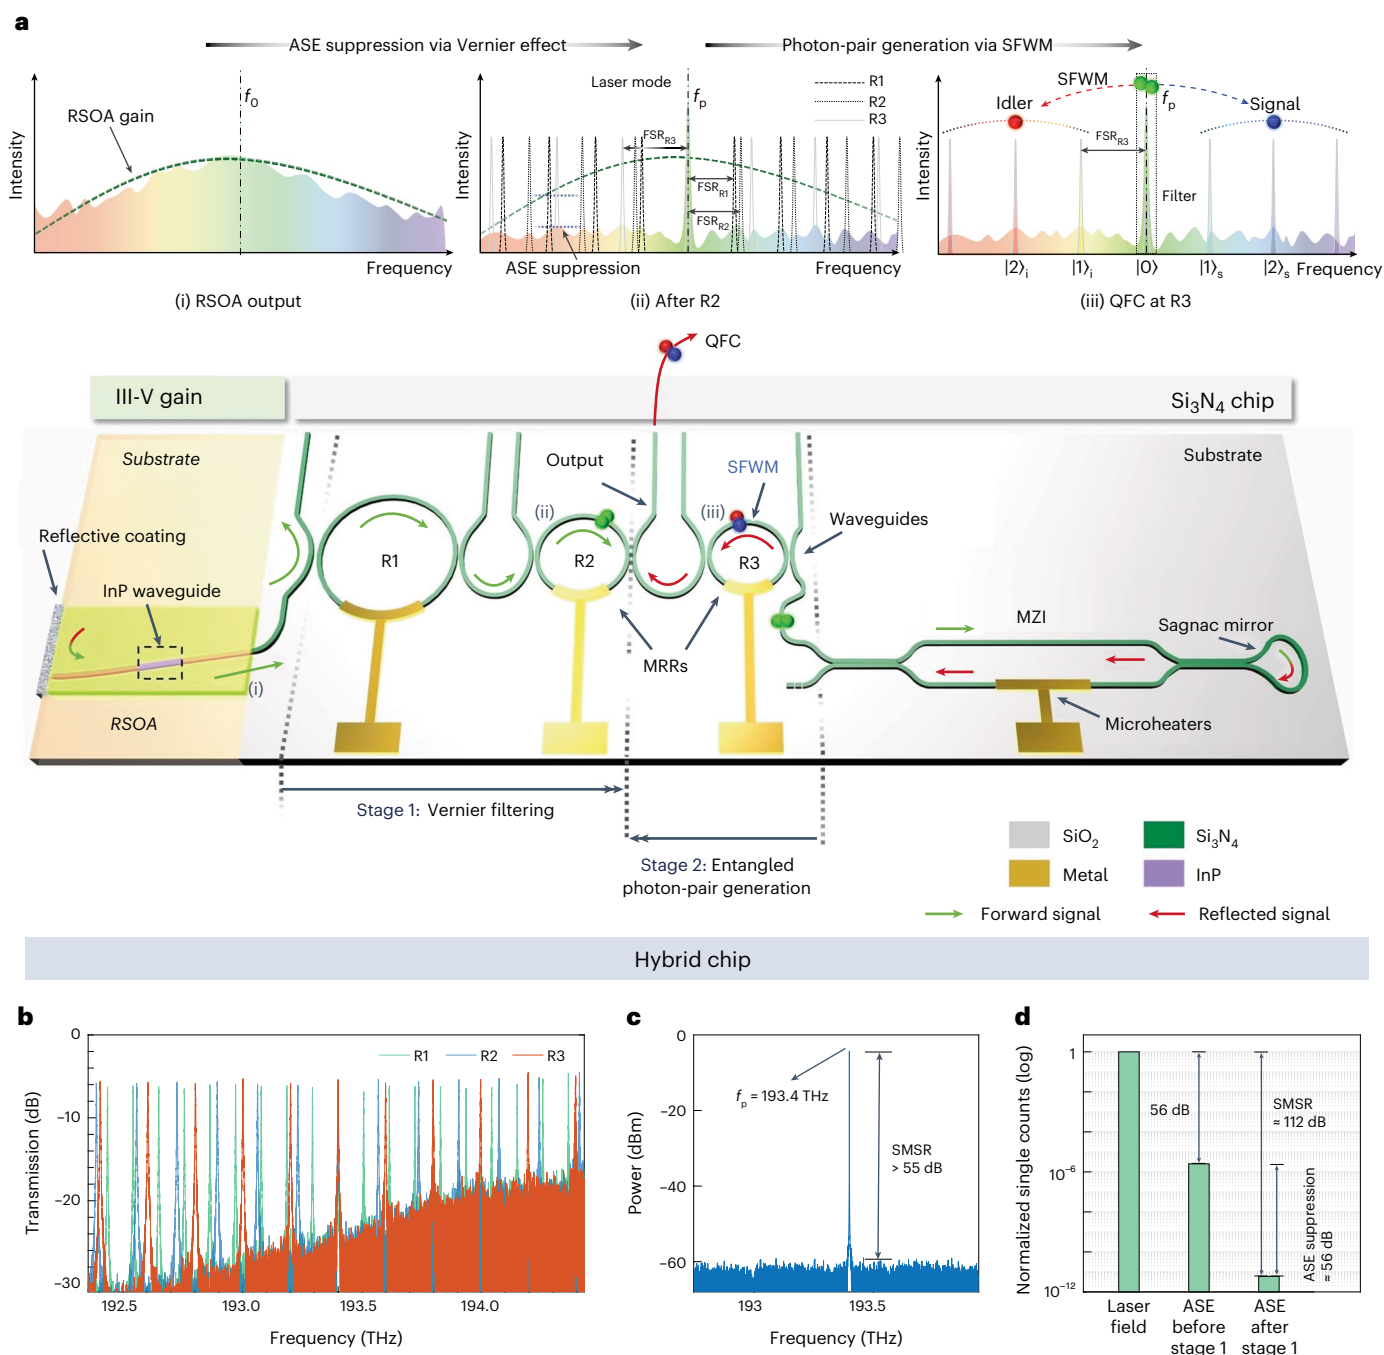 a
ASE suppression via Vernier effect
Photon-pair generation via SFWM
Intensity
RSOA gain
f0
Frequency
(i) RSOA output
Intensity
Laser mode
fp
R1
R2
R3
FSRR3
FSRR1
FSRR2
ASE suppression
Frequency
(ii) After R2
Intensity
SFWM
fp
Idler
Signal
FSRR3
Filter
|2⟩i
|1⟩i
|0⟩
|1⟩s
|2⟩s
Frequency
(iii) QFC at R3
QFC
III-V gain
Si3N4 chip
Substrate
Output
SFWM
Substrate
(ii)
(iii)
Waveguides
Reflective coating
R1
R2
R3
InP waveguide
MZI
Sagnac mirror
MRRs
(i)
RSOA
Microheaters
Stage 1: Vernier filtering
Stage 2: Entangled
photon-pair generation
SiO2
Si3N4
Metal
InP
Forward signal
Reflected signal
Hybrid chip
b
Transmission (dB)
0
–10
–20
–30
R1
R2
R3
192.5
193.0
193.5
194.0
Frequency (THz)
c
Power (dBm)
0
–20
–40
–60
fp = 193.4 THz
SMSR
> 55 dB
193
193.5
Frequency (THz)
d
Normalized single counts (log)
1
10–6
10–12
56 dB
SMSR
≈ 112 dB
ASE suppression
≈ 56 dB
Laser
field
ASE
before
stage 1
ASE
after
stage 1